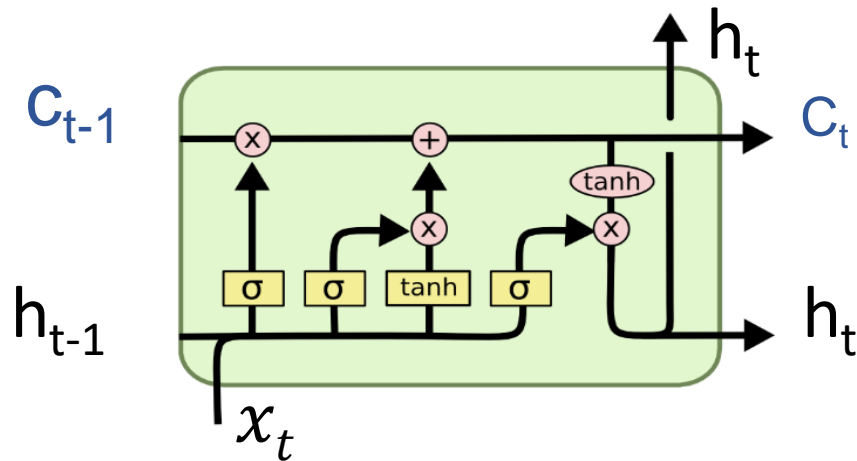 h_t
C_{t-1}
x
+
C_t
tanh
x
x
σ
σ
tanh
σ
h_{t-1}
h_t
x_t